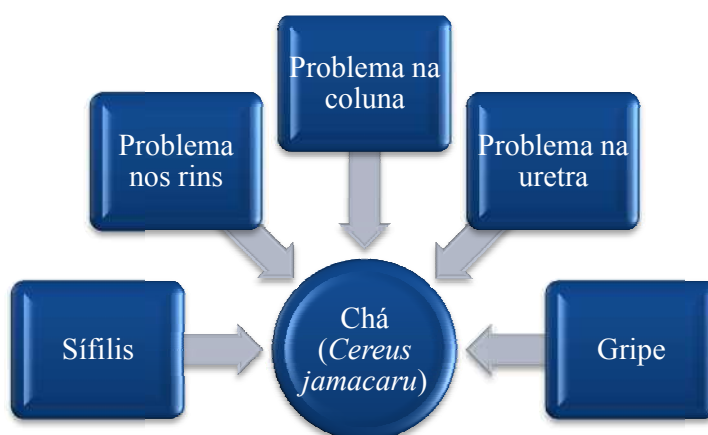 Problema na
coluna
Problema
nos rins
Problema na
uretra
Sífilis
Chá
(Cereus
jamacaru)
Gripe